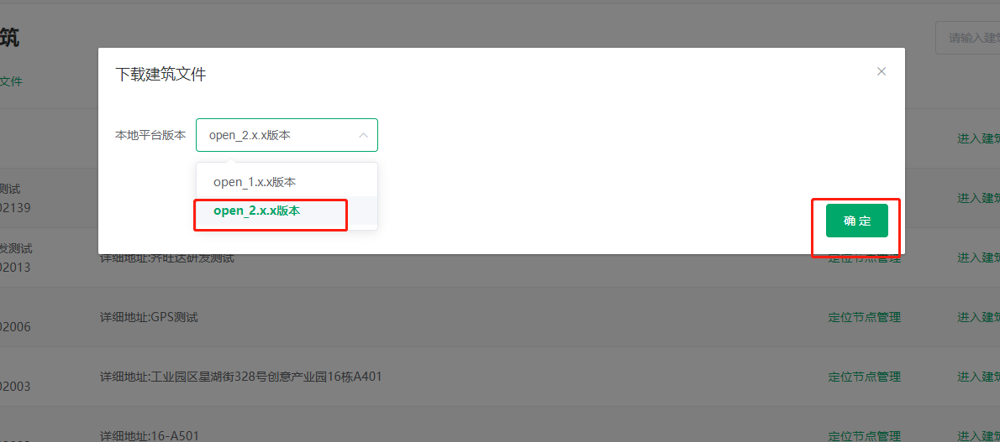 筑
请输入建筑
文件
下载建筑文件
本地平台版本
open_2.x.x版本
open_1.x.x版本
open_2.x.x版本
确 定
进入建筑
测试
02139
进入建筑
发测试
02013
详细地址:齐旺达研发测试
定位节点管理
进入建筑
02006
详细地址:GPS测试
定位节点管理
进入建筑
02003
详细地址:工业园区星湖街328号创意产业园16栋A401
定位节点管理
进入建筑
详细地址:16-A501
定位节点管理
进入建筑